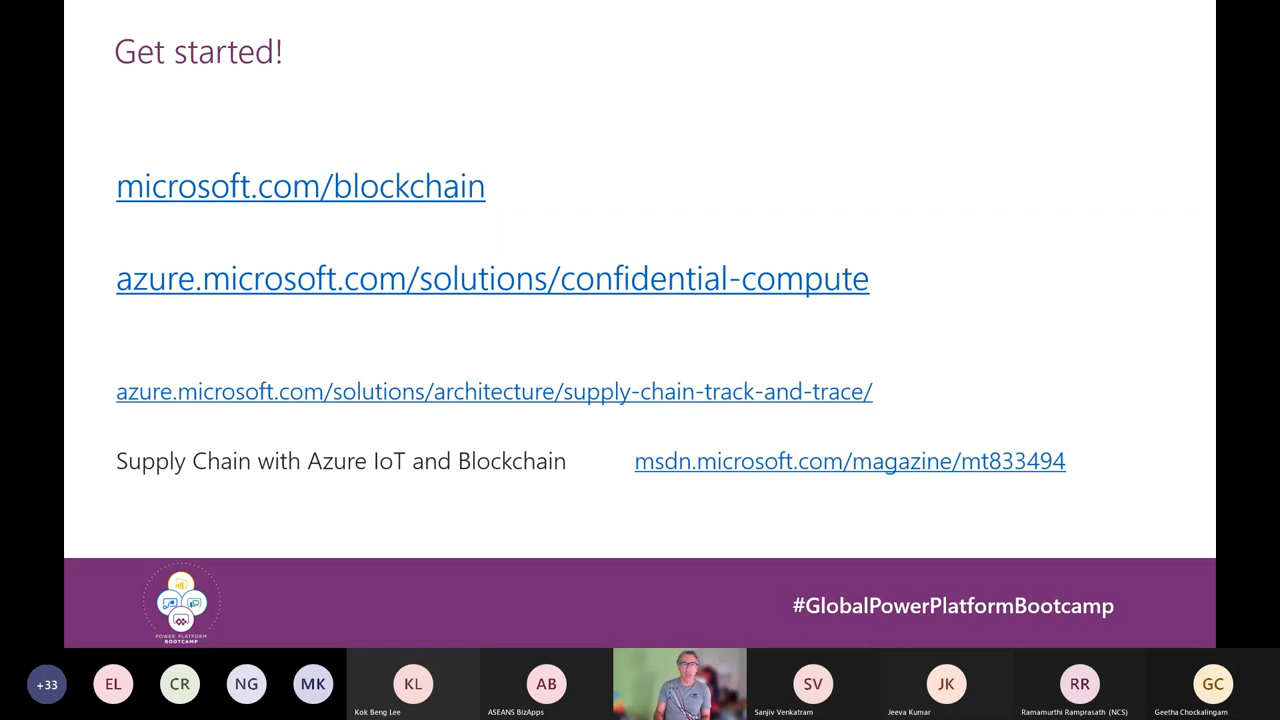 Get started!
microsoft.com/blockchain
azure.microsoft.com/solutions/confidential-compute
azure.microsoft.com/solutions/architecture/supply-chain-track-and-trace/
Supply Chain with Azure IoT and Blockchain msdn.microsoft.com/magazine/mt833494
POWER PLATFORM
BOOTCAMP
#GlobalPowerPlatformBootcamp
+33 EL CR NG MK KL AB SV JK RR GC
Kok Beng Lee ASEANS BizApps Sanjiv Venkatram Jeeva Kumar Ramamurthi Ramprasath (NCS) Geetha Chockalingam